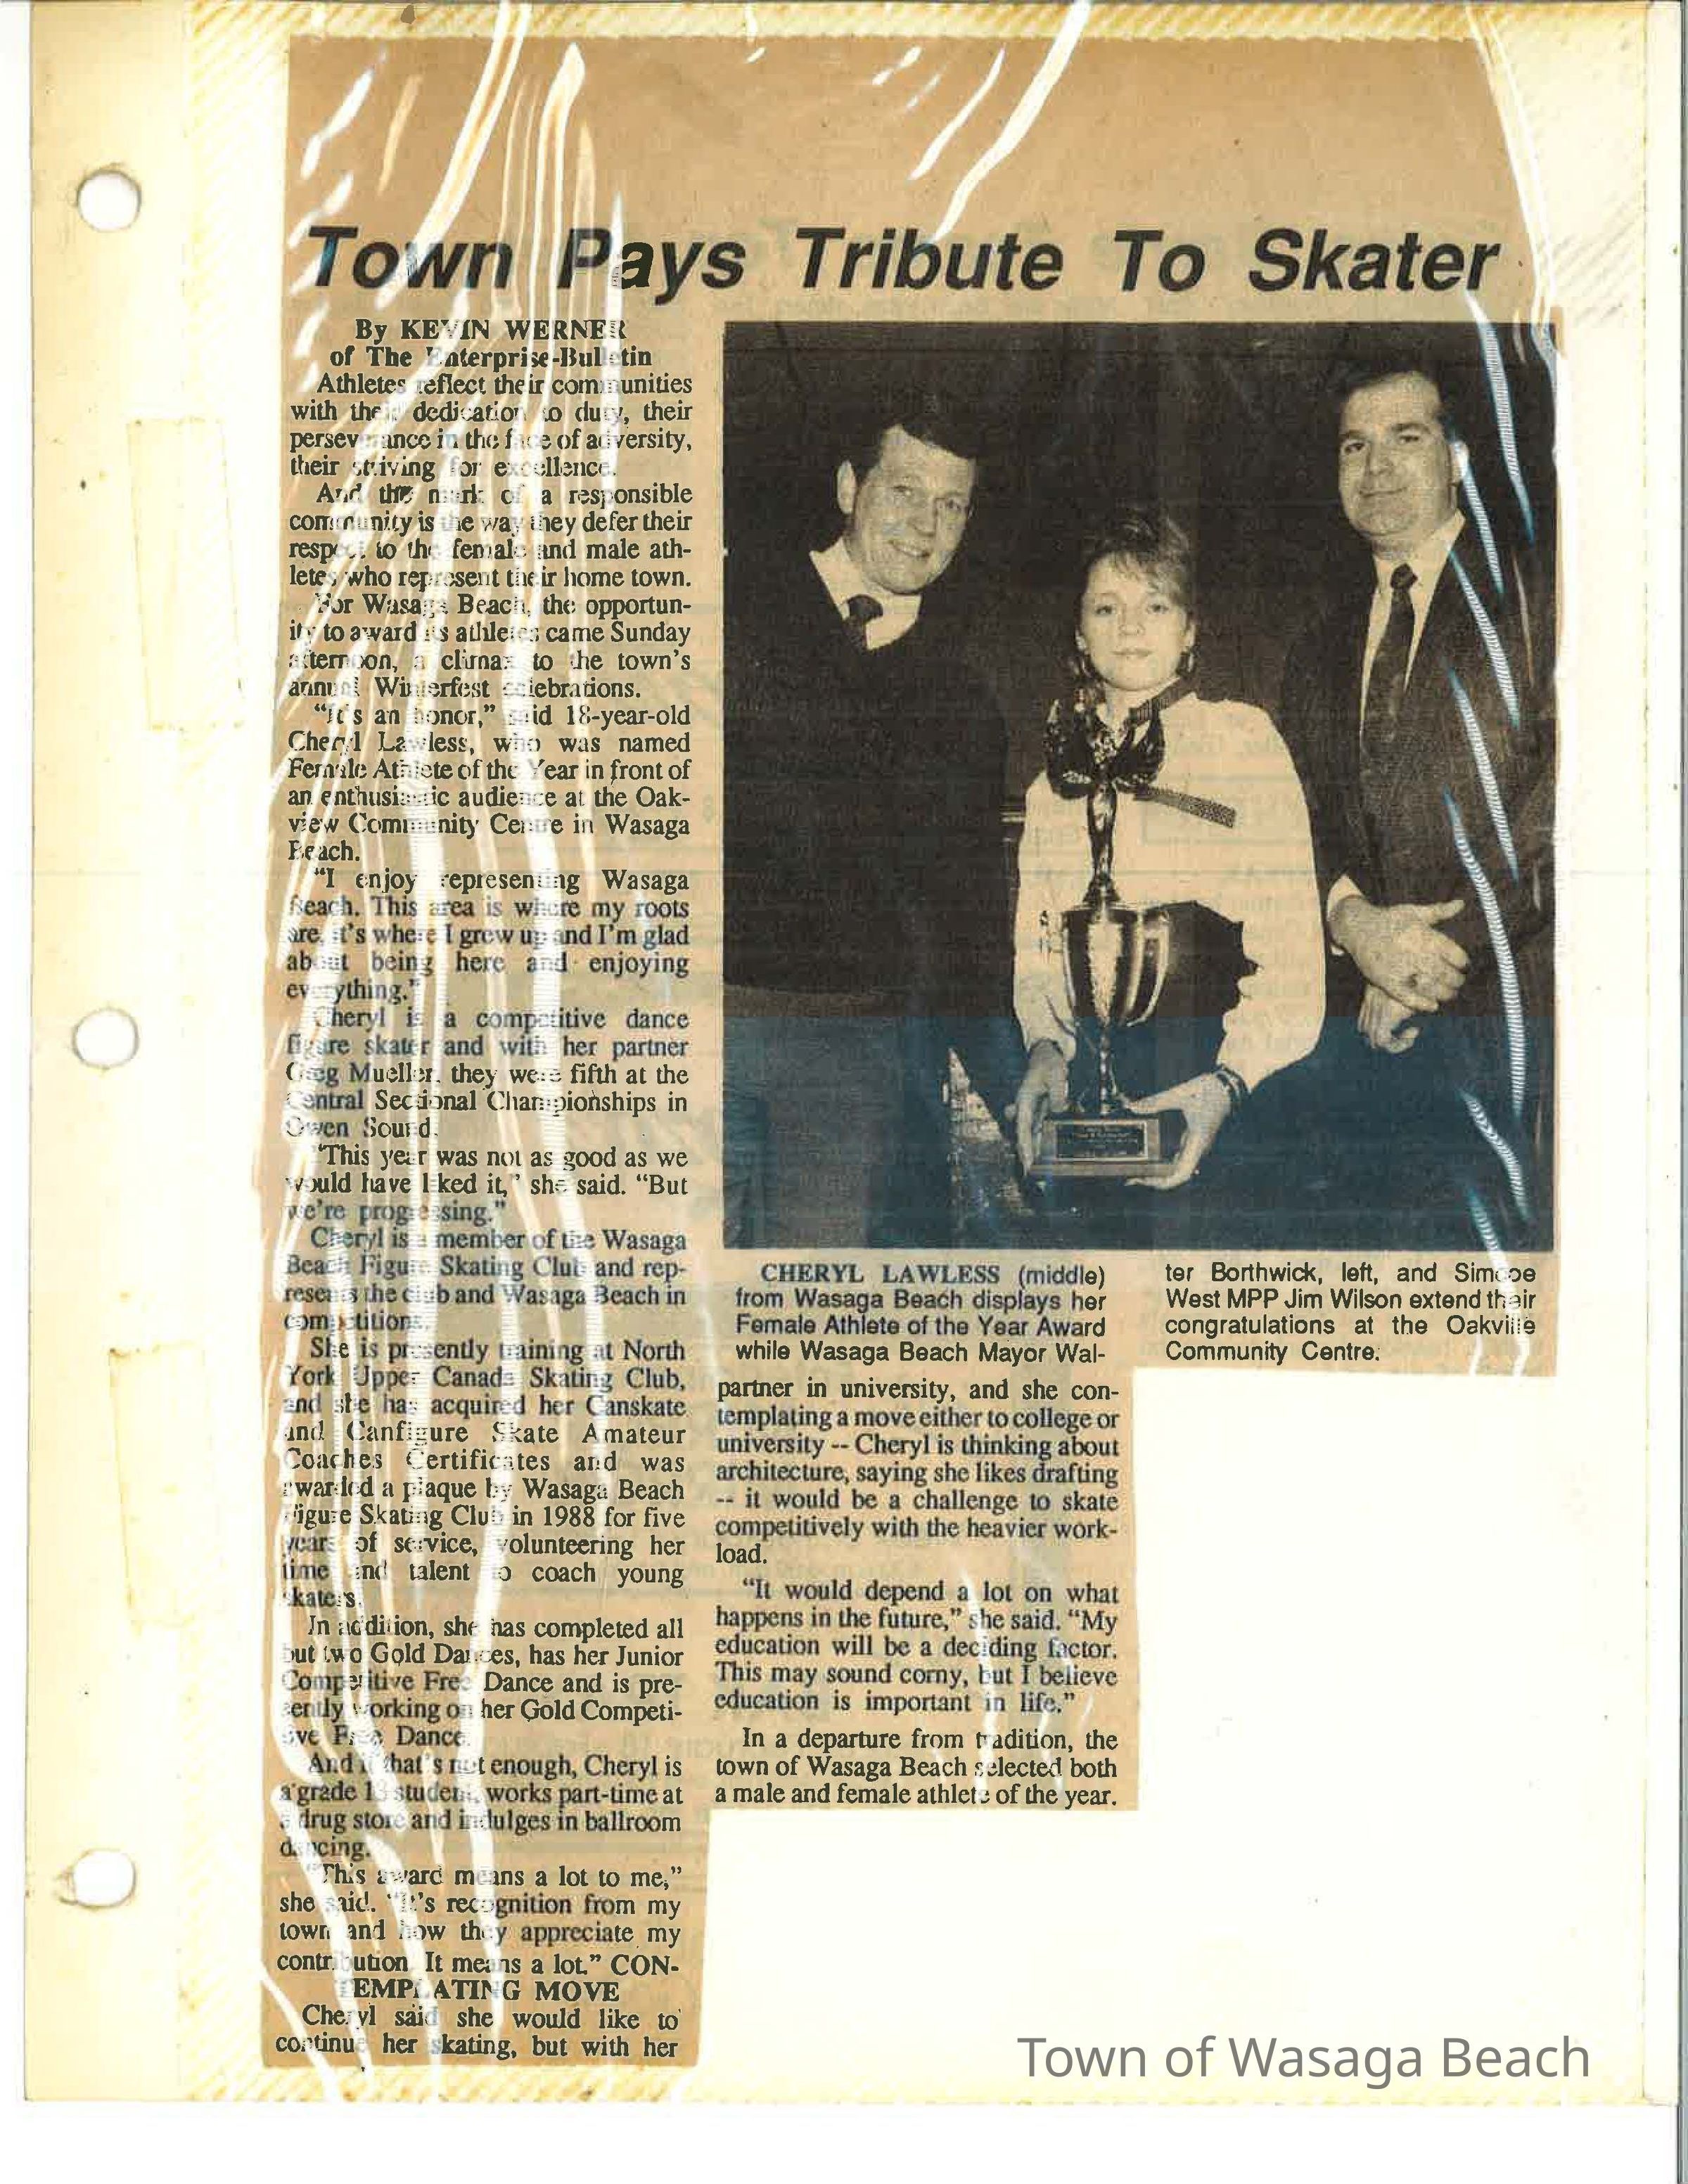 Town Pays Tribute To Skater
By KEVIN WERNER
of The Enterprise-Bulletin
Athletes reflect their communities
with their dedication to duty, their
perseverance in the face of adversity,
their striving for excellence.
And the mark of a responsible
community is the way they defer their
respect to the female and male ath-
letes who represent their home town.
For Wasaga Beach, the opportun-
ity to award its athletes came Sunday
afternoon, a climax to the town's
annual Winterfest celebrations.
"It's an honor," said 18-year-old
Cheryl Lawless, who was named
Female Athlete of the Year in front of
an enthusiastic audience at the Oak-
view Community Centre in Wasaga
Beach.
"I enjoy representing Wasaga
Beach. This area is where my roots
are, it's where I grew up and I'm glad
about being here and enjoying
everything."
Cheryl is a competitive dance
figure skater and with her partner
Greg Mueller, they were fifth at the
Central Sectional Championships in
Owen Sound.
"This year was not as good as we
would have liked it," she said. "But
we're progressing."
Cheryl is a member of the Wasaga
Beach Figure Skating Club and rep-
resents the club and Wasaga Beach in
competitions.
She is presently training at North
York Upper Canada Skating Club,
and she has acquired her Canskate
and Canfigure Skate Amateur
Coaches Certificates and was
awarded a plaque by Wasaga Beach
Figure Skating Club in 1988 for five
years of service, volunteering her
time and talent to coach young
skaters.
In addition, she has completed all
but two Gold Dances, has her Junior
Competitive Free Dance and is pre-
sently working on her Gold Competi-
tive Free Dance.
And if that's not enough, Cheryl is
a grade 13 student, works part-time at
a drug store and indulges in ballroom
dancing.
"This award means a lot to me,"
she said. "It's recognition from my
town and how they appreciate my
contribution. It means a lot." CON-
TEMPLATING MOVE
Cheryl said she would like to
continue her skating, but with her
CHERYL LAWLESS (middle)
from Wasaga Beach displays her
Female Athlete of the Year Award
while Wasaga Beach Mayor Wal-
ter Borthwick, left, and Simcoe
West MPP Jim Wilson extend their
congratulations at the Oakville
Community Centre.
partner in university, and she con-
templating a move either to college or
university -- Cheryl is thinking about
architecture, saying she likes drafting
-- it would be a challenge to skate
competitively with the heavier work-
load.
"It would depend a lot on what
happens in the future," she said. "My
education will be a deciding factor.
This may sound corny, but I believe
education is important in life."
In a departure from tradition, the
town of Wasaga Beach selected both
a male and female athlete of the year.
Town of Wasaga Beach